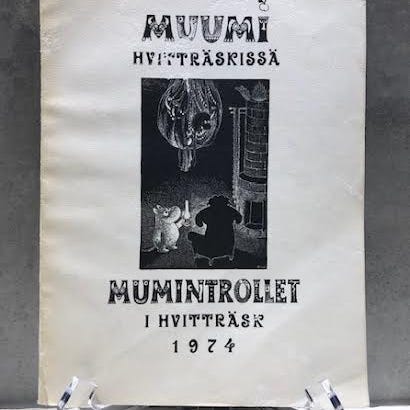 MUUMI
HVITTRÄSKISSÄ
MUMINTROLLET
I HVITTRÄSK
1974